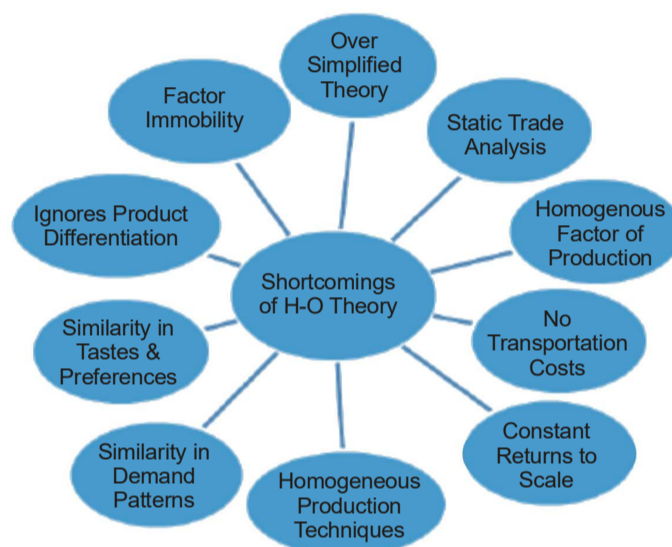 Over
Simplified
Theory
Static Trade
Analysis
Homogenous
Factor of
Production
No
Transportation
Costs
Constant
Returns to
Scale
Homogeneous
Production
Techniques
Similarity in
Demand
Patterns
Similarity in
Tastes &
Preferences
Ignores Product
Differentiation
Factor
Immobility
Shortcomings
of H-O Theory